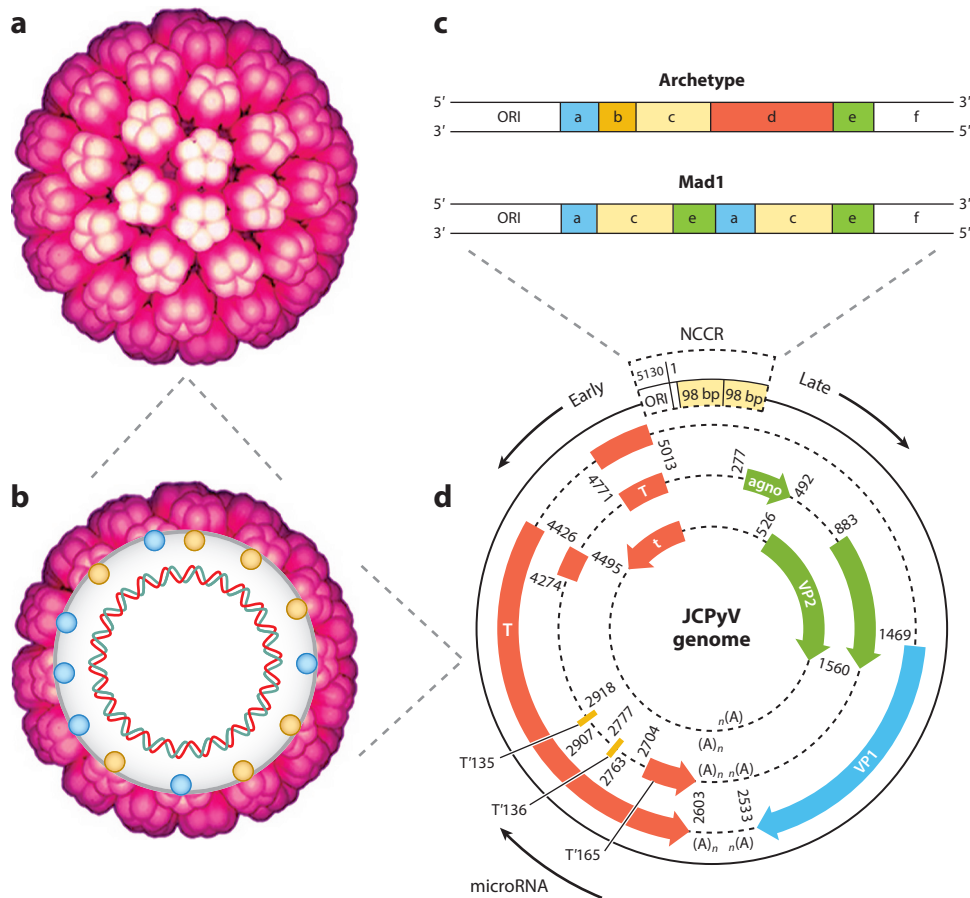 a
c
Archetype
5′ 3′
ORI a b c d e f
3′ 5′
Mad1
5′ 3′
ORI a c e a c e f
3′ 5′
NCCR
5130 1
ORI 98 bp 98 bp
Early
Late
b
d
5013
4771
T
277
agno
492
4426
4274
4495
t
526
883
VP2
JCPyV
genome
T
1469
1560
VP1
2918
2907
2777
2763
2704
n(A)
(A)n
(A)n n(A)
2603
2533
(A)n n(A)
T′135
T′136
T′165
microRNA